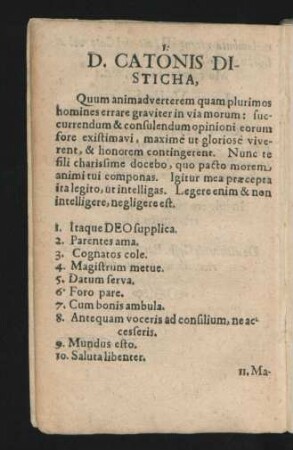 I.
D. CATONIS DI-
STICHA,
Quum animadverterem quam plurimos
homines errare graviter in via morum: suc-
currendum & consulendum opinioni eorum
fore existimavi, maximè ut gloriosè vive-
rent, & honorem contingerent. Nunc te
fili charissime docebo, quo pacto morem
animi tui componas. Igitur mea præcepta
ita legito, ut intelligas. Legere enim & non
intelligere, negligere est.
1. Itaque DEO supplica.
2. Parentes ama.
3. Cognatos cole.
4. Magistrum metue.
5. Datum serva.
6. Foro pare.
7. Cum bonis ambula.
8. Antequam voceris ad consilium, ne ac-
cesseris.
9. Mundus esto.
10. Saluta libenter.
11. Ma-